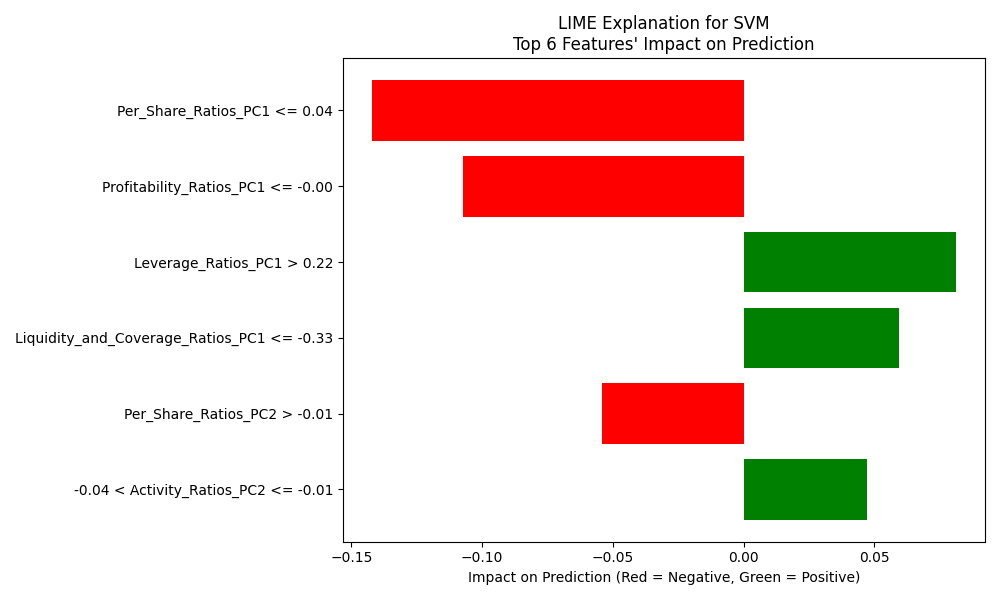 LIME Explanation for SVM
Top 6 Features' Impact on Prediction
Per_Share_Ratios_PC1 <= 0.04
Profitability_Ratios_PC1 <= -0.00
Leverage_Ratios_PC1 > 0.22
Liquidity_and_Coverage_Ratios_PC1 <= -0.33
Per_Share_Ratios_PC2 > -0.01
-0.04 < Activity_Ratios_PC2 <= -0.01
−0.15 −0.10 −0.05 0.00 0.05
Impact on Prediction (Red = Negative, Green = Positive)